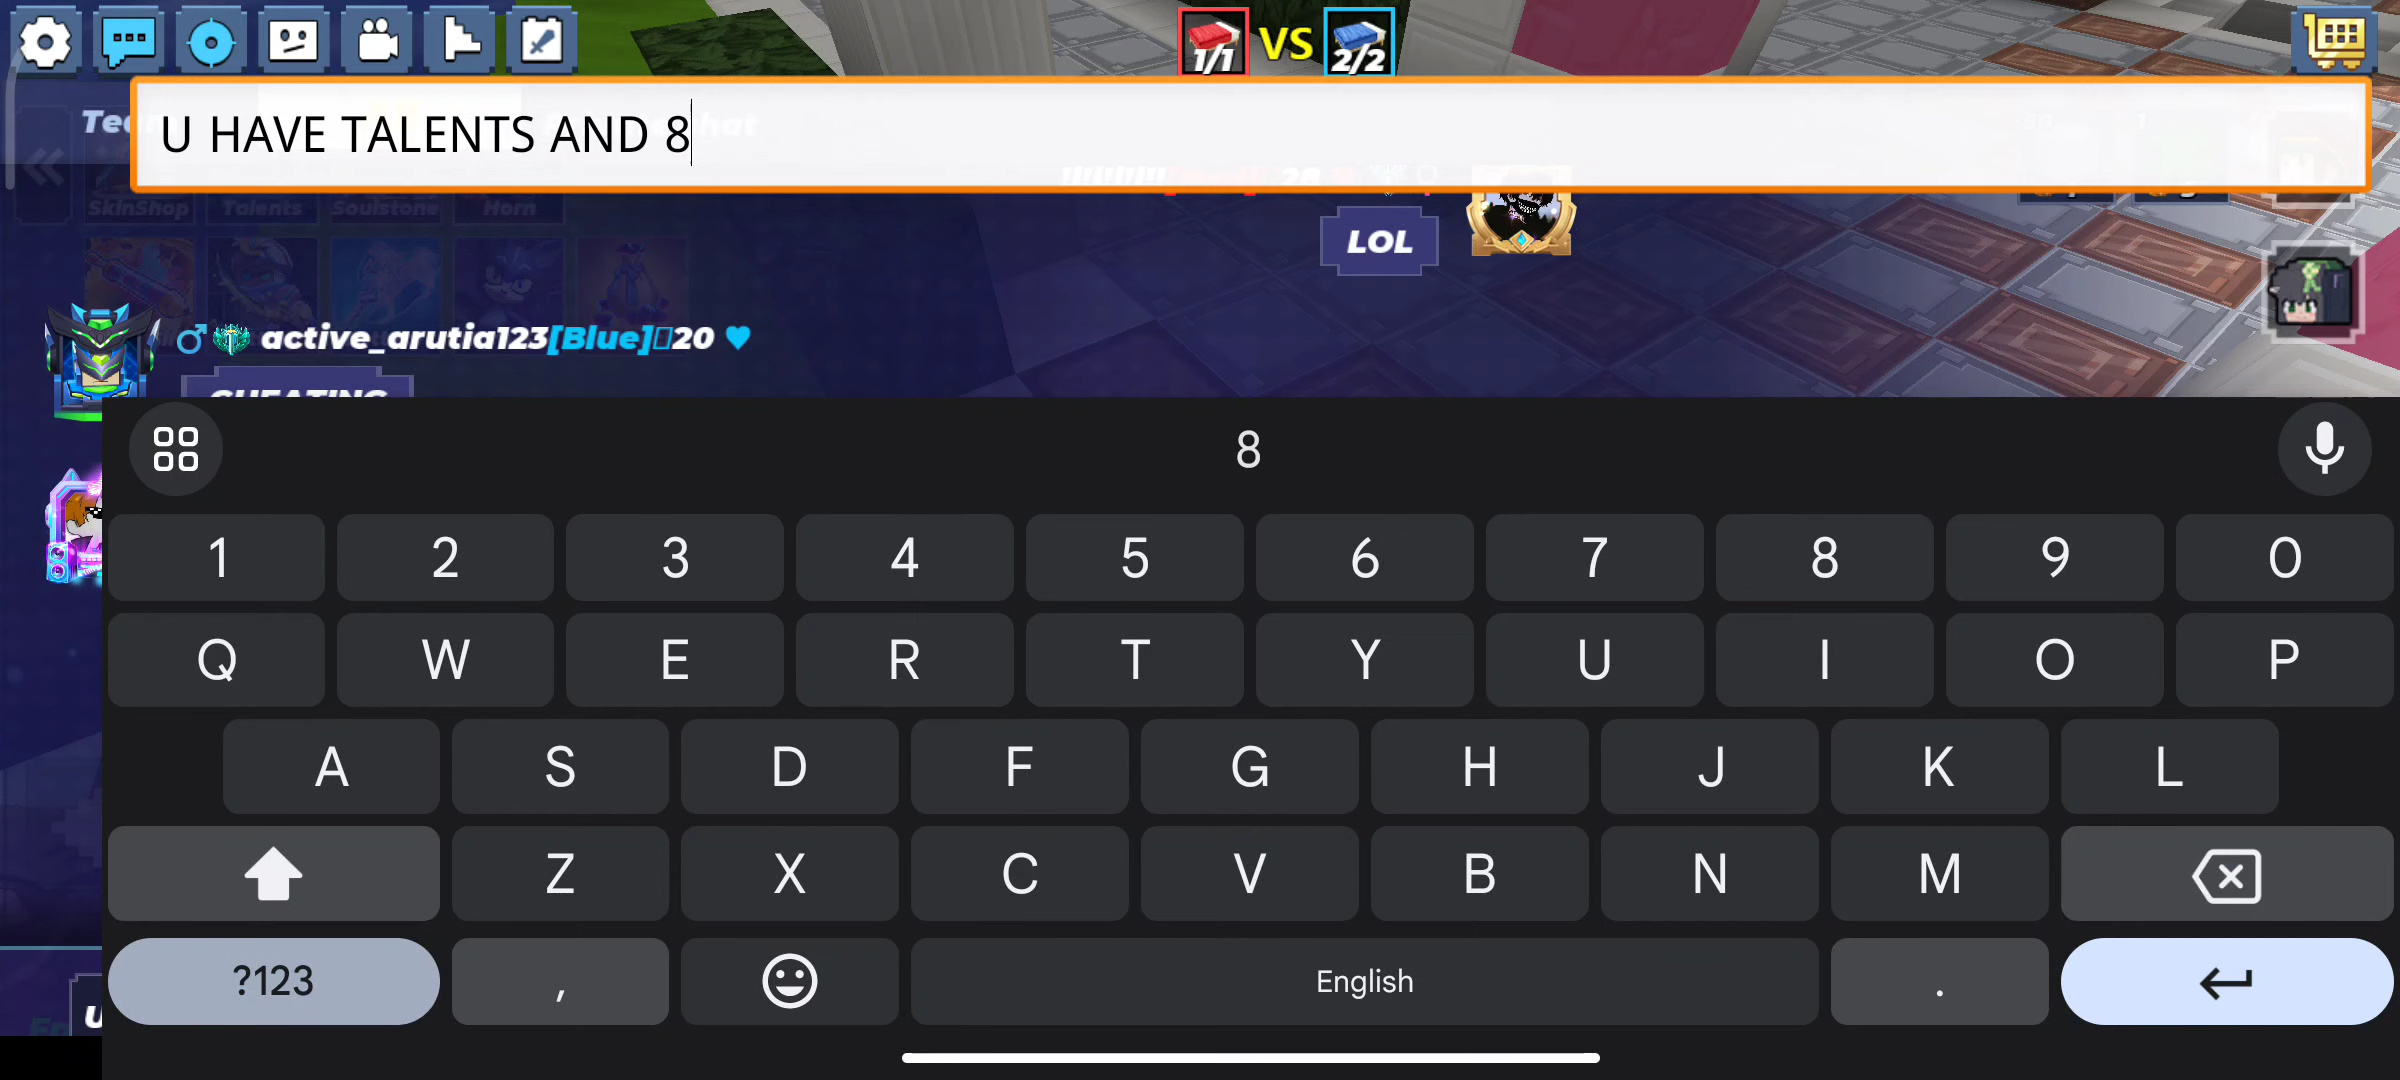 1/1 VS 2/2
U HAVE TALENTS AND 8
SkinShop Talents Soulstone Horn
LOL
active_arutia123[Blue] 20
CHEATING
8
1 2 3 4 5 6 7 8 9 0
Q W E R T Y U I O P
A S D F G H J K L
Z X C V B N M
?123 , English .